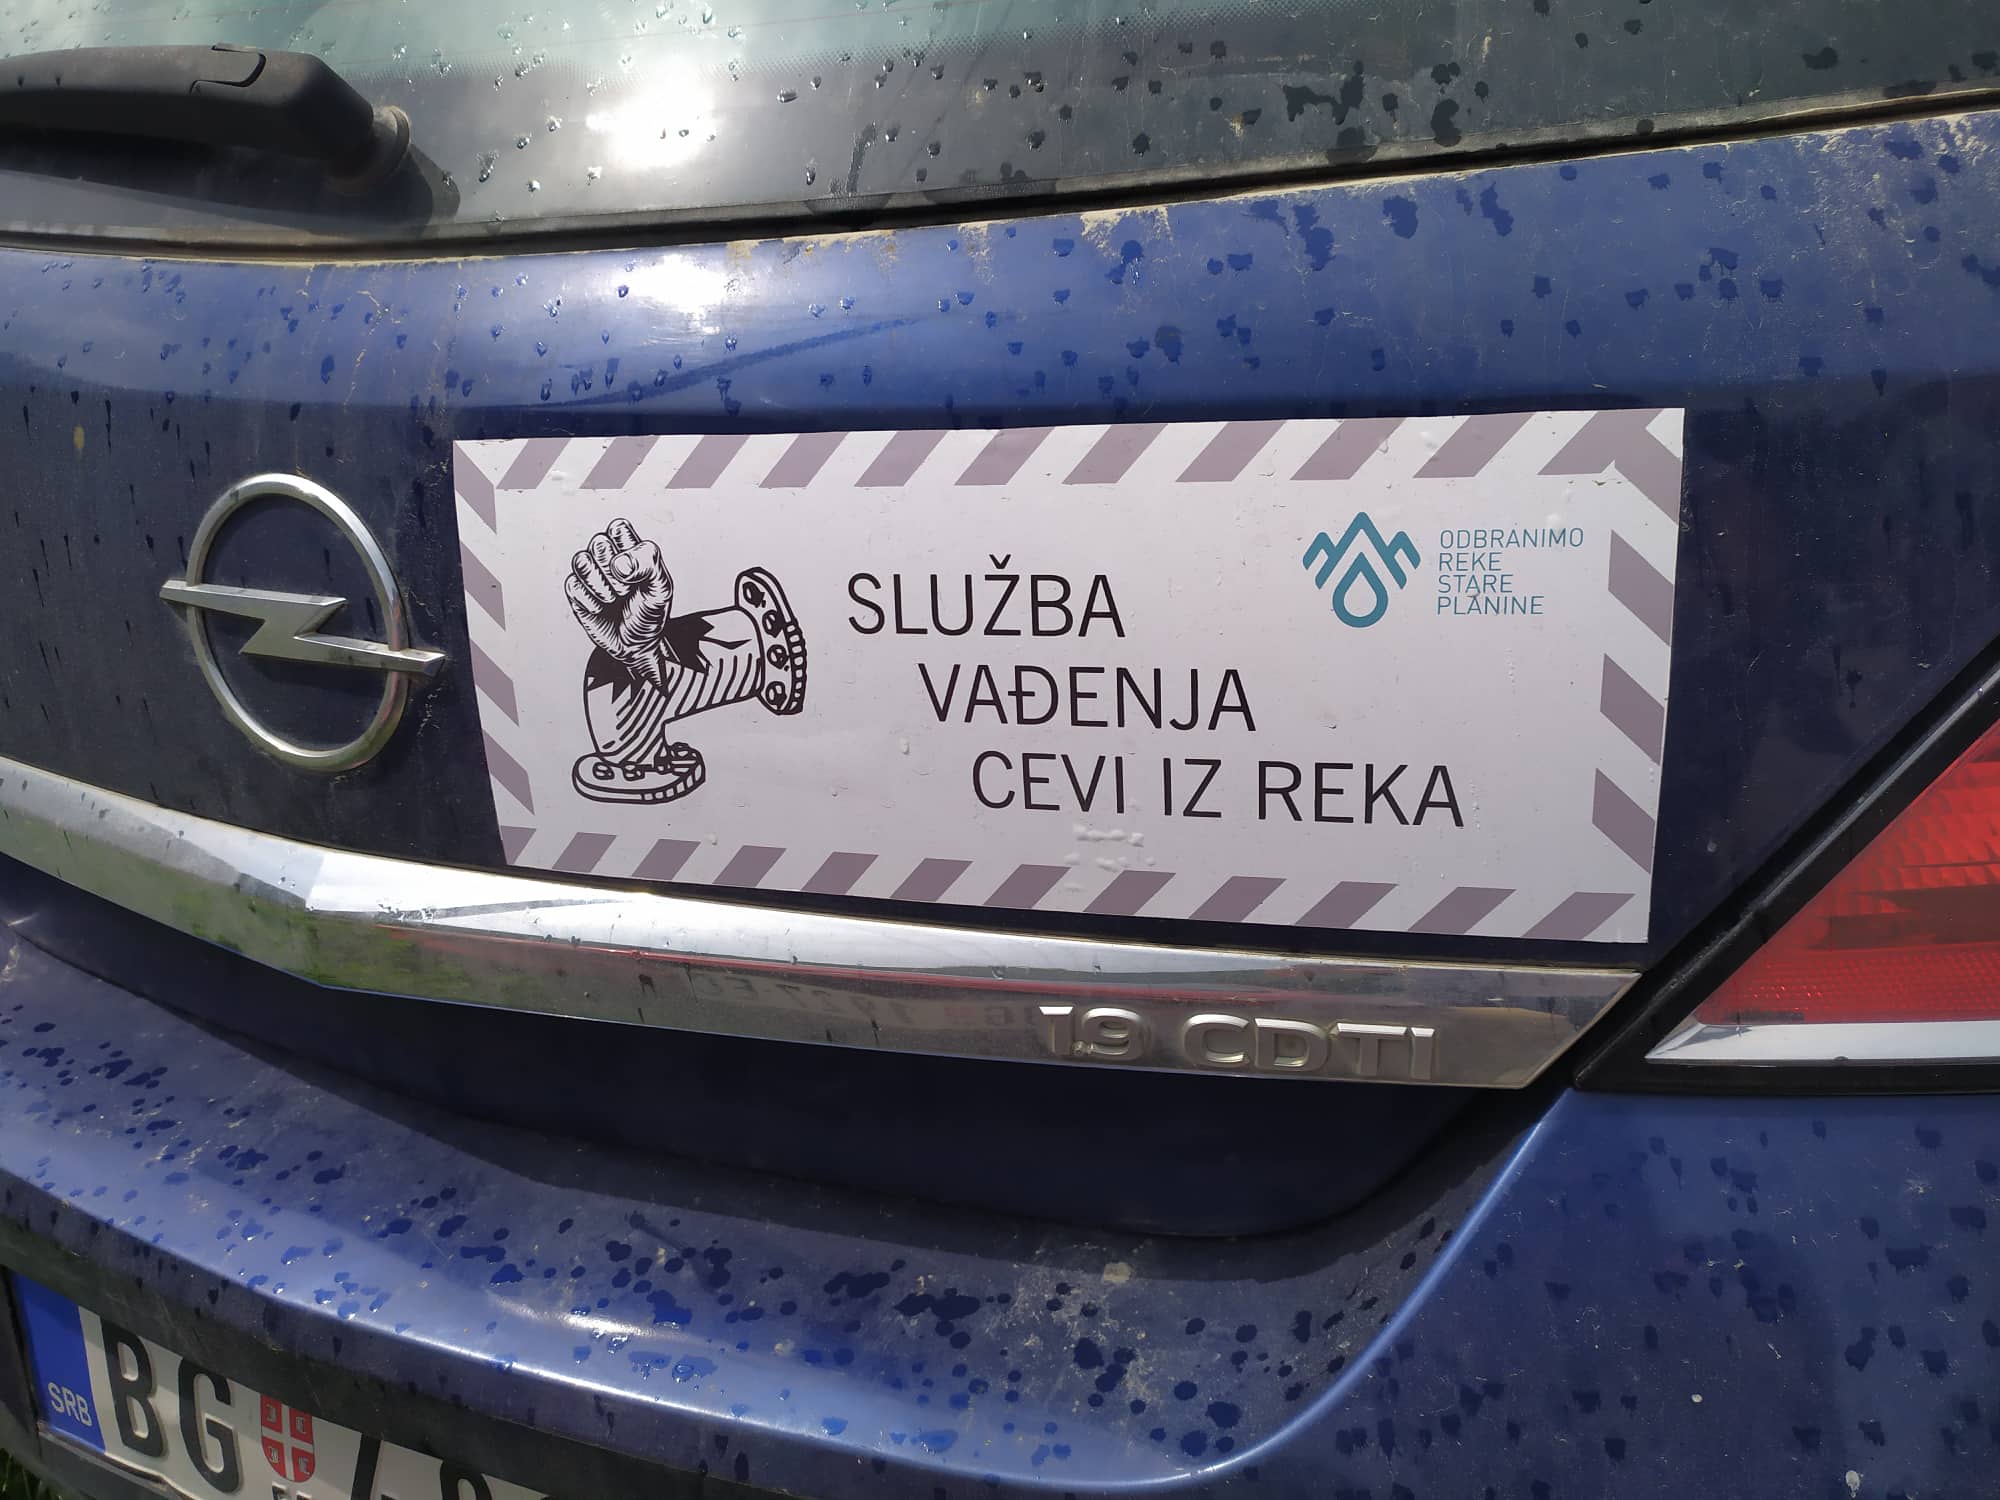 SLUŽBA
VAĐENJA
CEVI IZ REKA
ODBRANIMO
REKE
STARE
PLANINE
1.9 CDTI
SRB
BG